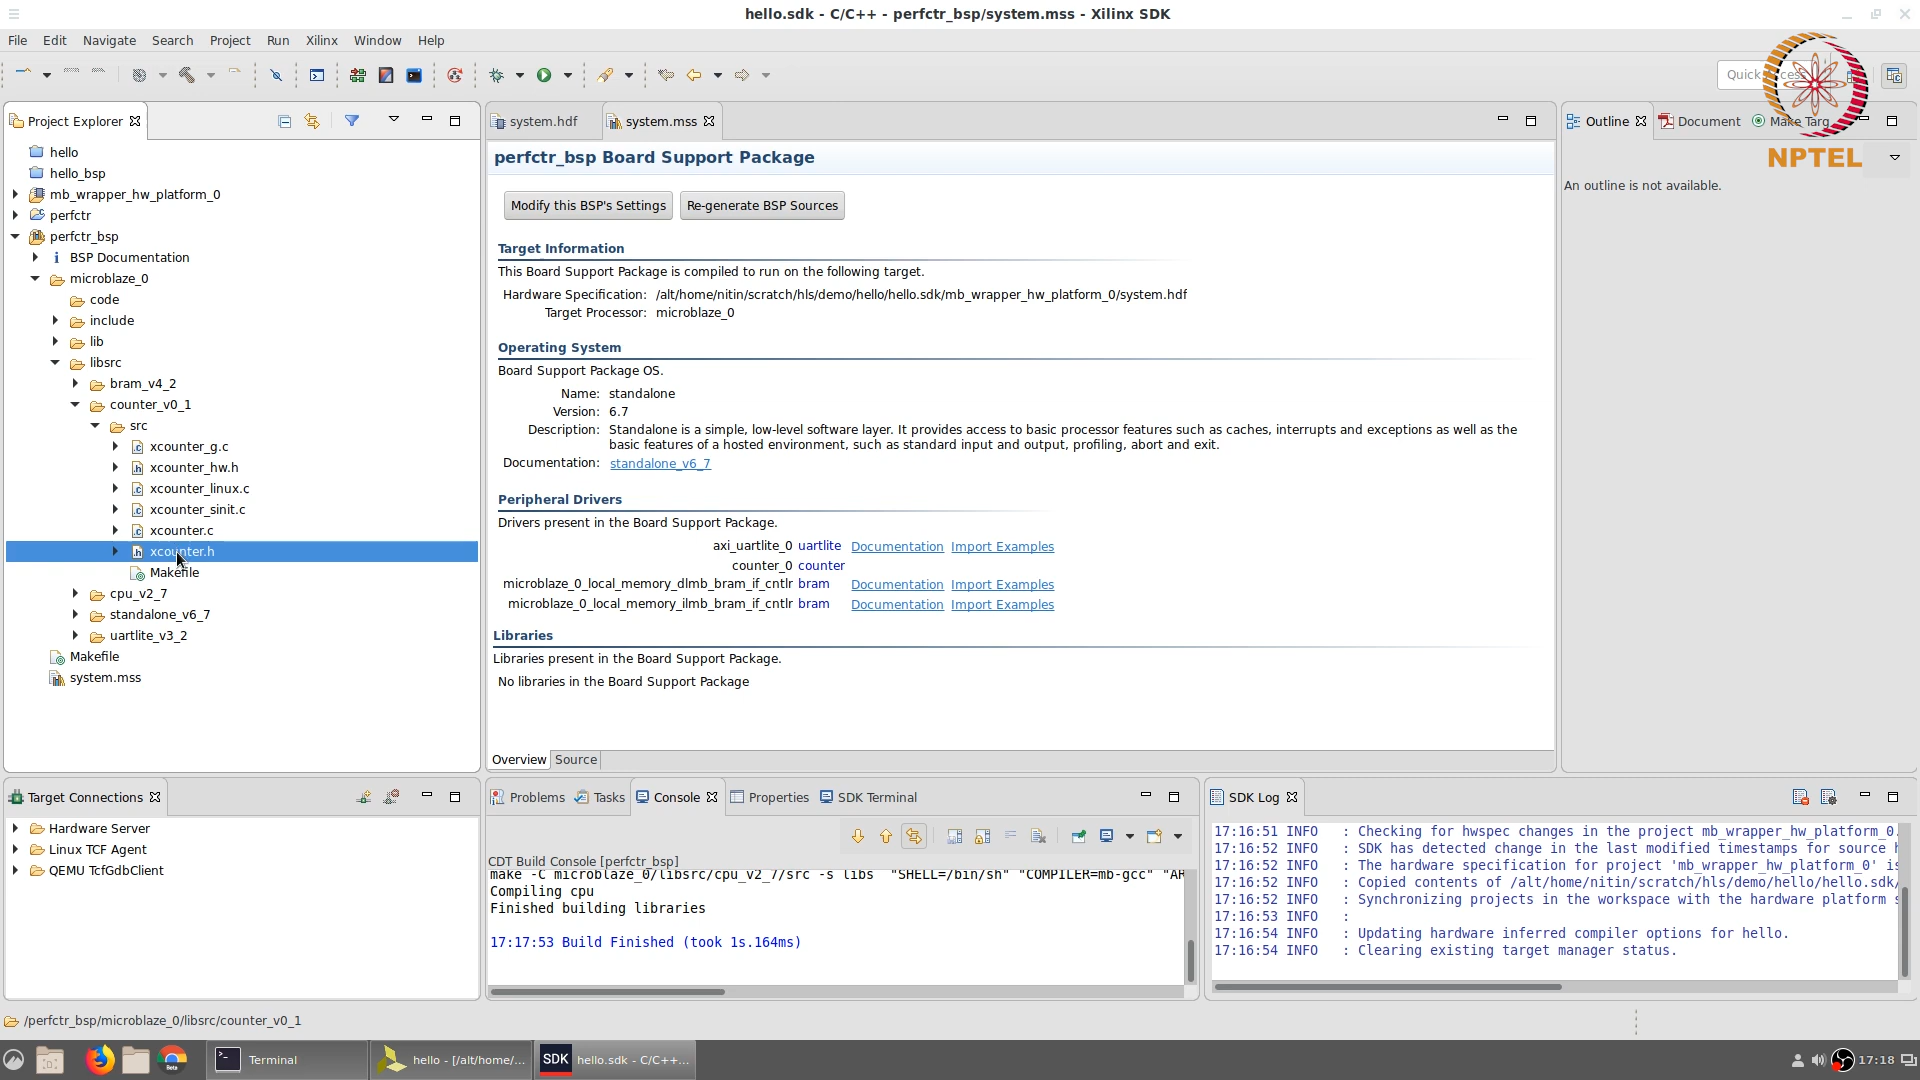 hello.sdk - C/C++ - perfctr_bsp/system.mss - Xilinx SDK
File Edit Navigate Search Project Run Xilinx Window Help
Quick Access
NPTEL
Project Explorer
system.hdf
system.mss
Outline
Document
Make Targ
hello
hello_bsp
mb_wrapper_hw_platform_0
perfctr
perfctr_bsp
BSP Documentation
microblaze_0
code
include
lib
libsrc
bram_v4_2
counter_v0_1
src
xcounter_g.c
xcounter_hw.h
xcounter_linux.c
xcounter_sinit.c
xcounter.c
xcounter.h
Makefile
cpu_v2_7
standalone_v6_7
uartlite_v3_2
Makefile
system.mss
perfctr_bsp Board Support Package
Modify this BSP's Settings
Re-generate BSP Sources
Target Information
This Board Support Package is compiled to run on the following target.
Hardware Specification: /alt/home/nitin/scratch/hls/demo/hello/hello.sdk/mb_wrapper_hw_platform_0/system.hdf
Target Processor: microblaze_0
Operating System
Board Support Package OS.
Name: standalone
Version: 6.7
Description: Standalone is a simple, low-level software layer. It provides access to basic processor features such as caches, interrupts and exceptions as well as the
basic features of a hosted environment, such as standard input and output, profiling, abort and exit.
Documentation: standalone_v6_7
Peripheral Drivers
Drivers present in the Board Support Package.
axi_uartlite_0 uartlite Documentation Import Examples
counter_0 counter
microblaze_0_local_memory_dlmb_bram_if_cntlr bram Documentation Import Examples
microblaze_0_local_memory_ilmb_bram_if_cntlr bram Documentation Import Examples
Libraries
Libraries present in the Board Support Package.
No libraries in the Board Support Package
Overview Source
An outline is not available.
Target Connections
Hardware Server
Linux TCF Agent
QEMU TcfGdbClient
Problems Tasks Console Properties SDK Terminal
CDT Build Console [perfctr_bsp]
make -C microblaze_0/libsrc/cpu_v2_7/src -s libs "SHELL=/bin/sh" "COMPILER=mb-gcc" "AR
Compiling cpu
Finished building libraries
17:17:53 Build Finished (took 1s.164ms)
SDK Log
17:16:51 INFO : Checking for hwspec changes in the project mb_wrapper_hw_platform_0.
17:16:52 INFO : SDK has detected change in the last modified timestamps for source h
17:16:52 INFO : The hardware specification for project 'mb_wrapper_hw_platform_0' is
17:16:52 INFO : Copied contents of /alt/home/nitin/scratch/hls/demo/hello/hello.sdk/
17:16:52 INFO : Synchronizing projects in the workspace with the hardware platform s
17:16:53 INFO :
17:16:54 INFO : Updating hardware inferred compiler options for hello.
17:16:54 INFO : Clearing existing target manager status.
/perfctr_bsp/microblaze_0/libsrc/counter_v0_1
Terminal
hello - [/alt/home/...
SDK
hello.sdk - C/C++...
17:18